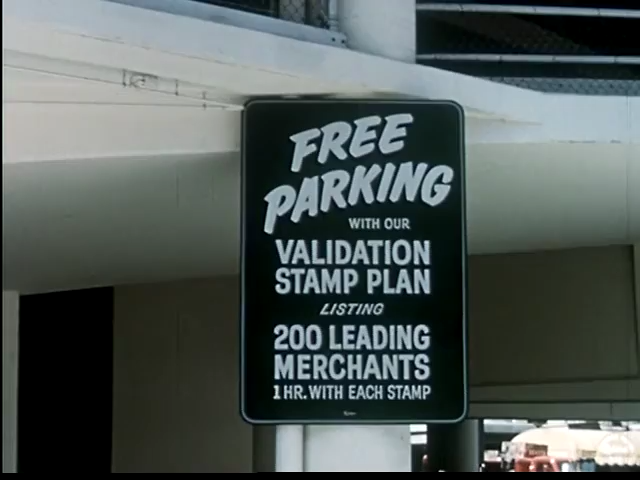 FREE
PARKING
WITH OUR
VALIDATION
STAMP PLAN
LISTING
200 LEADING
MERCHANTS
1 HR. WITH EACH STAMP